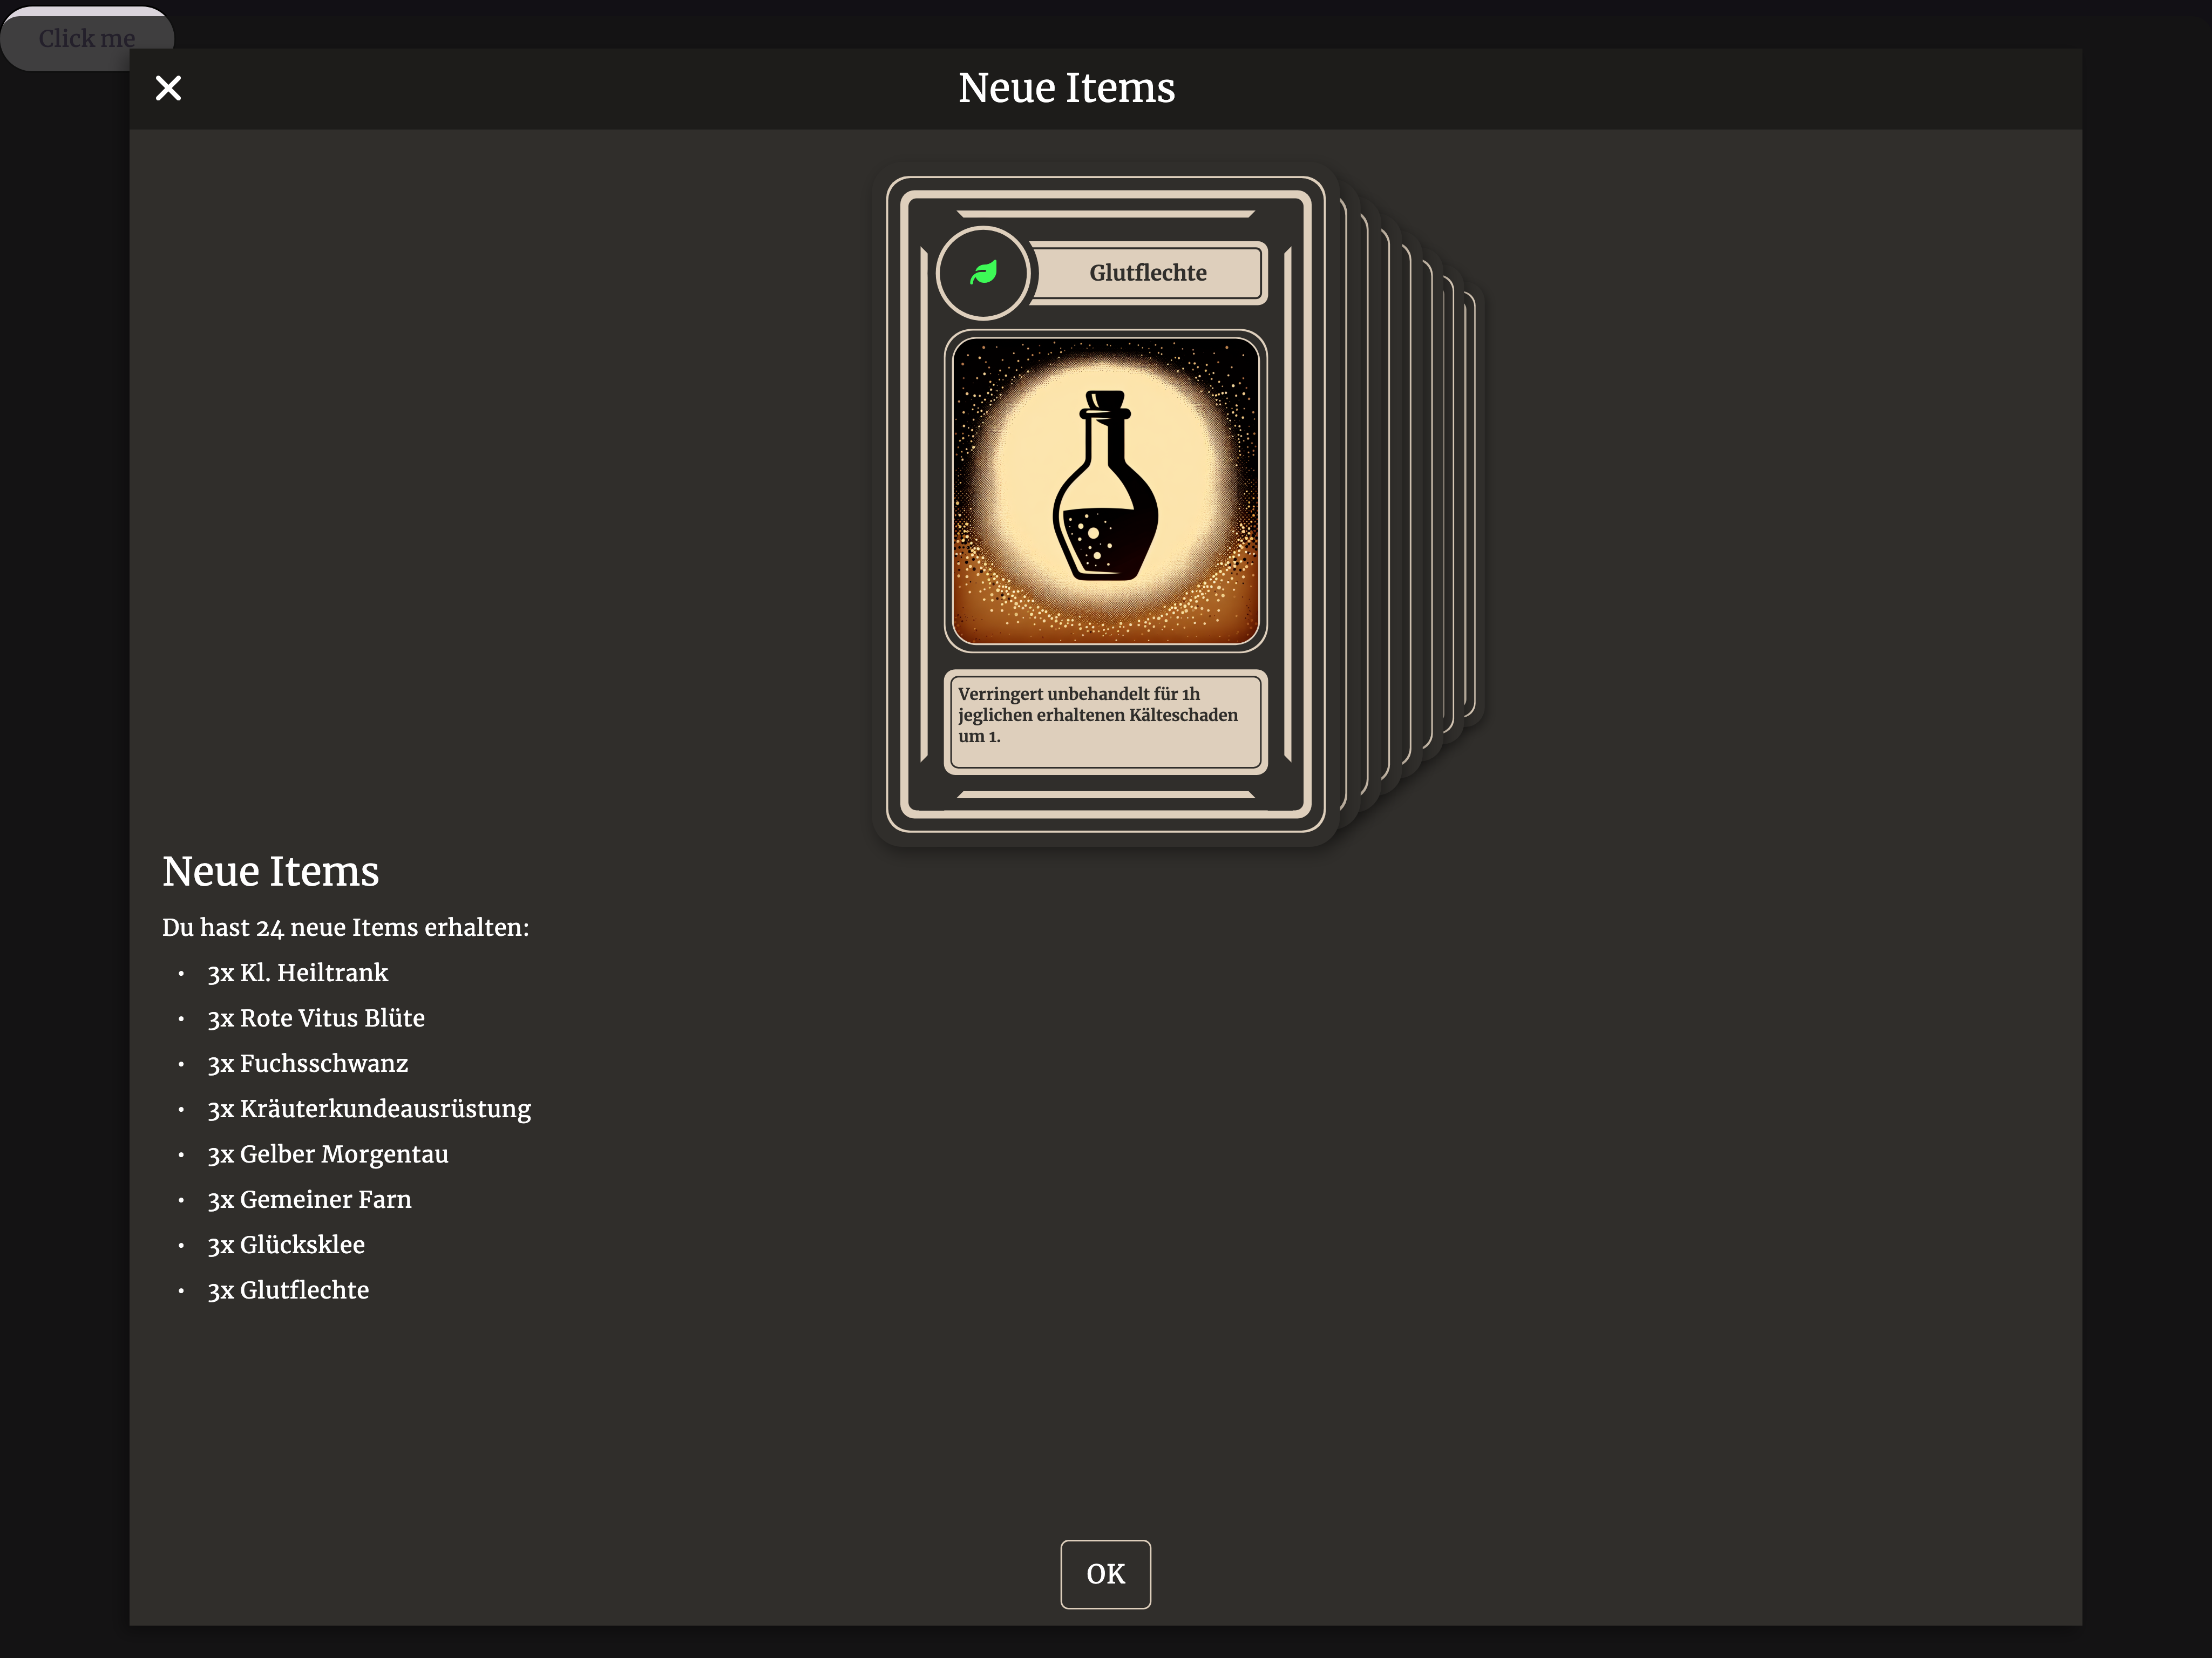 Click me
Neue Items
Glutflechte
Verringert unbehandelt für 1h
jeglichen erhaltenen Kälteschaden
um 1.
Neue Items
Du hast 24 neue Items erhalten:
• 3x Kl. Heiltrank
• 3x Rote Vitus Blüte
• 3x Fuchsschwanz
• 3x Kräuterkundeausrüstung
• 3x Gelber Morgentau
• 3x Gemeiner Farn
• 3x Glücksklee
• 3x Glutflechte
OK